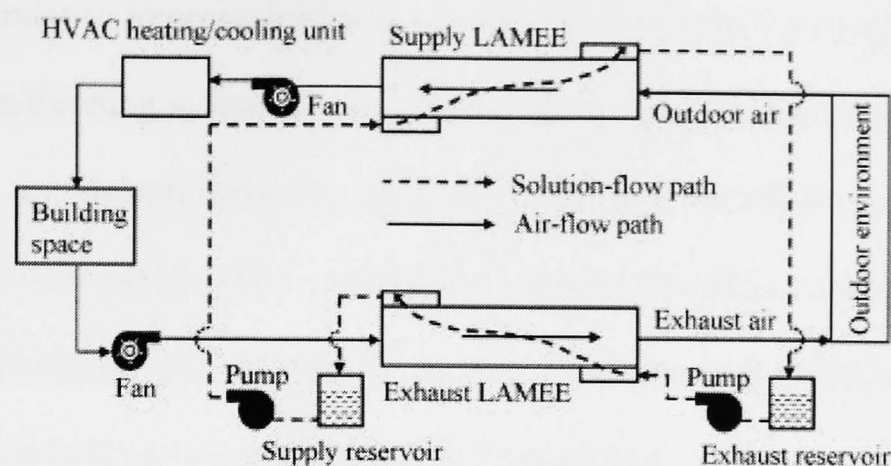 HVAC heating/cooling unit
Supply LAMEE
Fan
Outdoor air
Solution-flow path
Air-flow path
Building
space
Outdoor environment
Exhaust air
Fan
Pump
Exhaust LAMEE
Pump
Supply reservoir
Exhaust reservoir